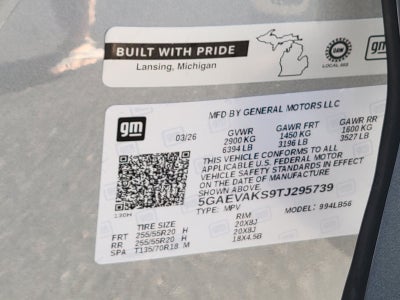 BUILT WITH PRIDE
Lansing, Michigan
UAW
LOCAL 602
gm
gm
MFD BY GENERAL MOTORS LLC
03/26
GVWR GAWR FRT GAWR RR
2900 KG 1450 KG 1600 KG
6394 LB 3196 LB 3527 LB
THIS VEHICLE CONFORMS TO ALL
APPLICABLE U.S. FEDERAL MOTOR
VEHICLE SAFETY STANDARDS IN EFFECT
ON THE DATE OF MANUFACTURE
SHOWN ABOVE.
5GAEVAKS9TJ295739
TYPE: MPV MODEL: 994LB56
TIRE SIZE RIM
FRT 255/55R20 H 20X8J
RR 255/55R20 H 20X8J
SPA T135/70R18 M 18X4.5B